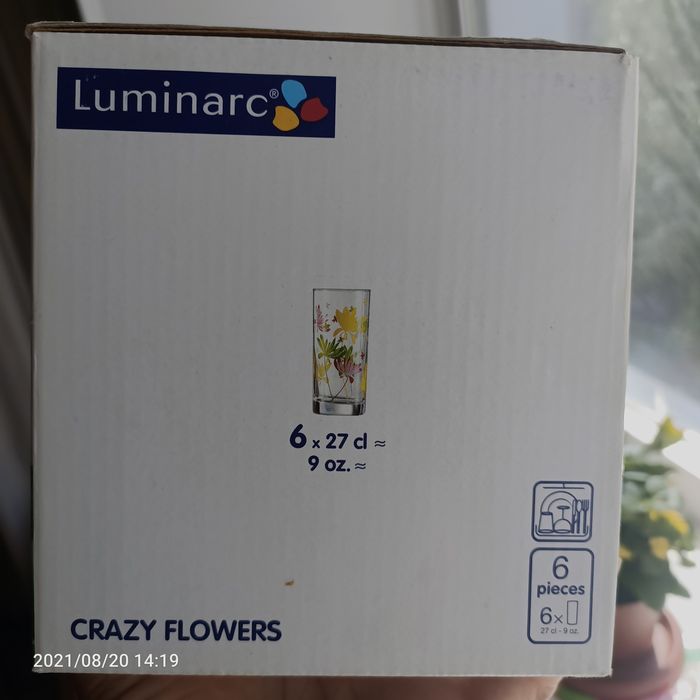 Luminarc®
6 x 27 cl ≈
9 oz. ≈
6
pieces
6x
27 cl - 9 oz.
CRAZY FLOWERS
2021/08/20 14:19